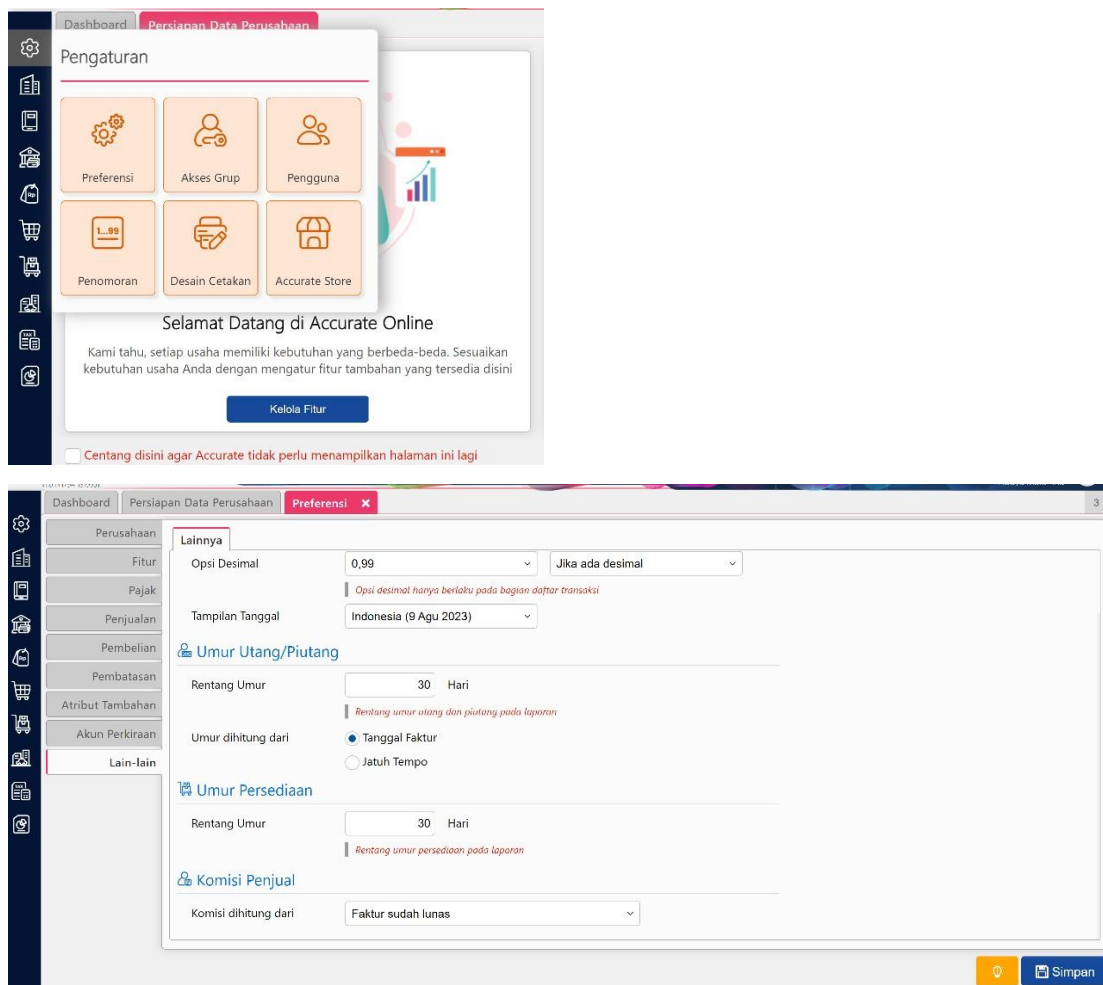 Dashboard Persiapan Data Perusahaan
Pengaturan
Preferensi Akses Grup Pengguna
1...99
Penomoran Desain Cetakan Accurate Store
Selamat Datang di Accurate Online
Kami tahu, setiap usaha memiliki kebutuhan yang berbeda-beda. Sesuaikan
kebutuhan usaha Anda dengan mengatur fitur tambahan yang tersedia disini
Kelola Fitur
Centang disini agar Accurate tidak perlu menampilkan halaman ini lagi
Dashboard Persiapan Data Perusahaan Preferensi 3
Perusahaan
Fitur
Pajak
Penjualan
Pembelian
Pembatasan
Atribut Tambahan
Akun Perkiraan
Lain-lain
Lainnya
Opsi Desimal 0,99 Jika ada desimal
Opsi desimal hanya berlaku pada bagian daftar transaksi
Tampilan Tanggal Indonesia (9 Agu 2023)
Umur Utang/Piutang
Rentang Umur 30 Hari
Rentang umur utang dan piutang pada laporan
Umur dihitung dari Tanggal Faktur
Jatuh Tempo
Umur Persediaan
Rentang Umur 30 Hari
Rentang umur persediaan pada laporan
Komisi Penjual
Komisi dihitung dari Faktur sudah lunas
Simpan